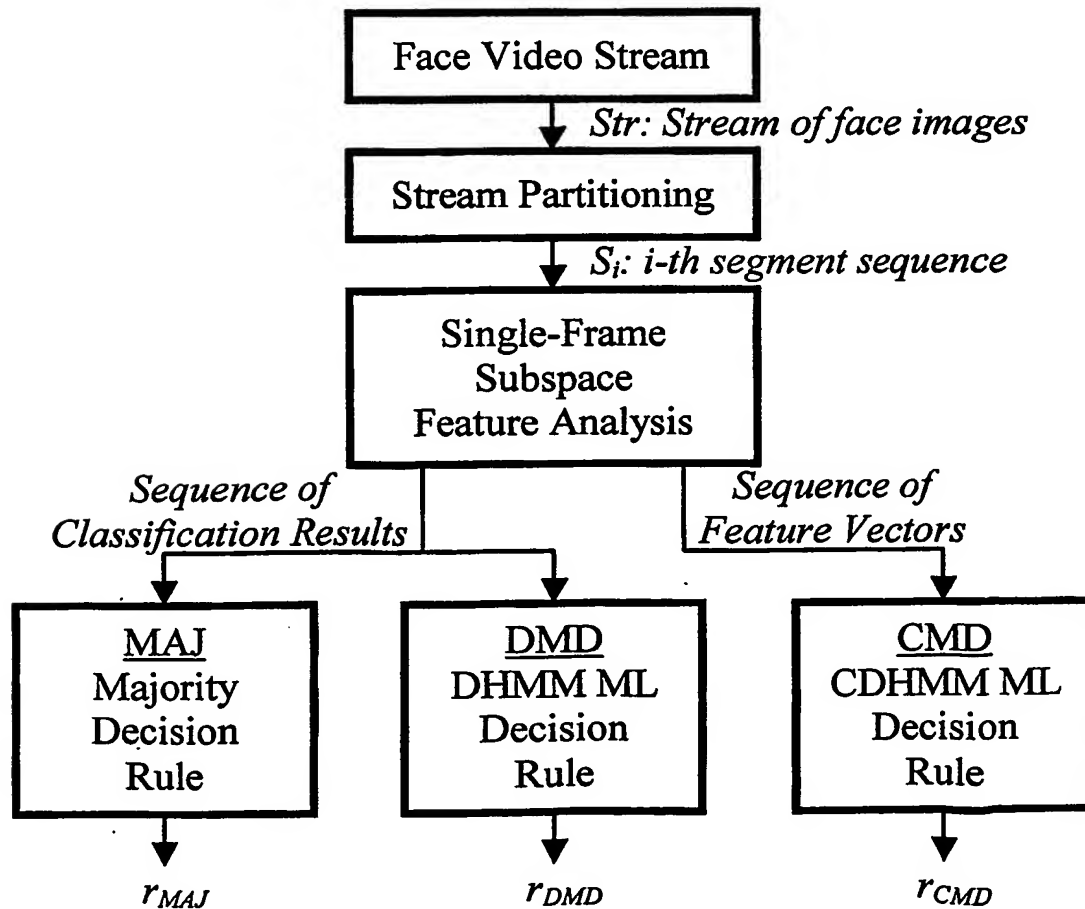 Face Video Stream
Str: Stream of face images
Stream Partitioning
Si: i-th segment sequence
Single-Frame
Subspace
Feature Analysis
Sequence of
Classification Results
Sequence of
Feature Vectors
MAJ
Majority
Decision
Rule
DMD
DHMM ML
Decision
Rule
CMD
CDHMM ML
Decision
Rule
rMAJ
rDMD
rCMD